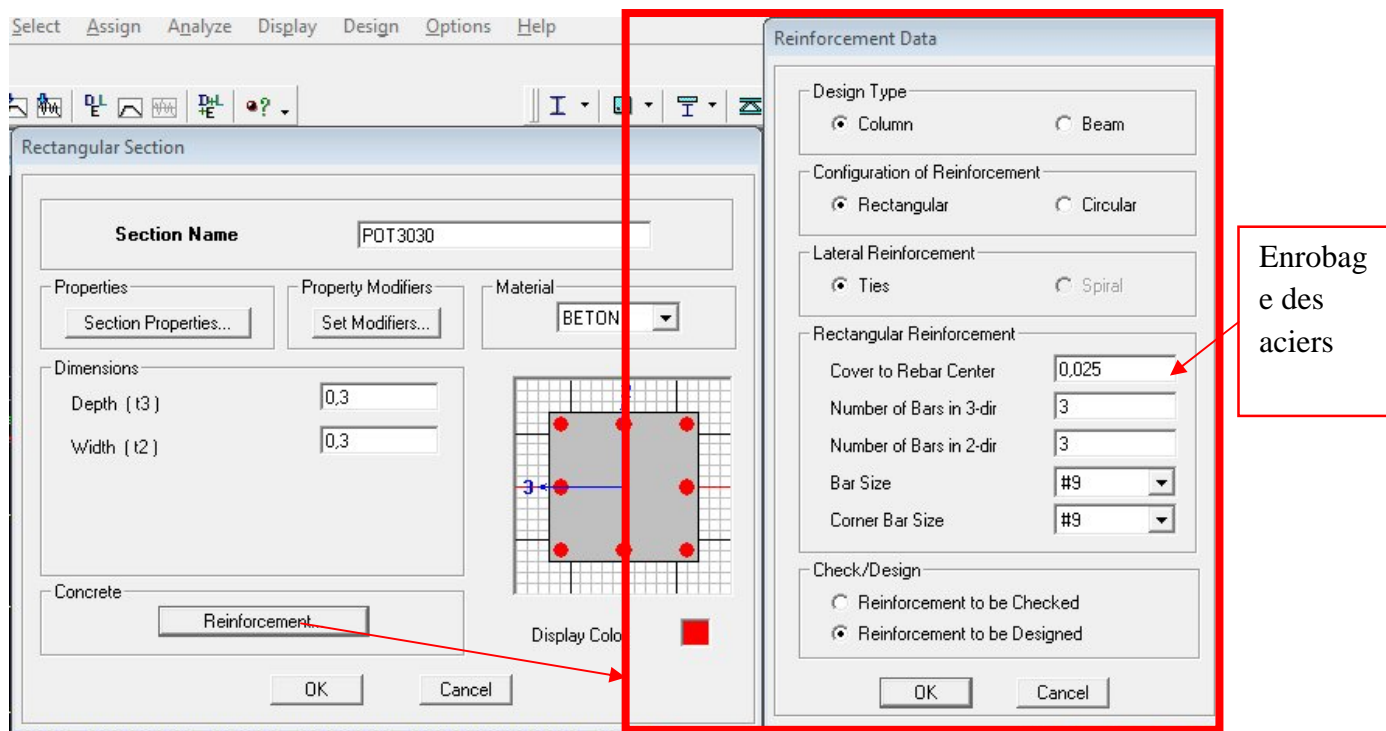 Select Assign Analyze Display Design Options Help
Rectangular Section
Section Name POT3030
Properties
Section Properties...
Property Modifiers
Set Modifiers...
Material
BETON
Dimensions
Depth ( t3 ) 0,3
Width ( t2 ) 0,3
3
Concrete
Reinforcement...
Display Colo
OK Cancel
Reinforcement Data
Design Type
Column Beam
Configuration of Reinforcement
Rectangular Circular
Lateral Reinforcement
Ties Spiral
Rectangular Reinforcement
Cover to Rebar Center 0,025
Number of Bars in 3-dir 3
Number of Bars in 2-dir 3
Bar Size #9
Corner Bar Size #9
Check/Design
Reinforcement to be Checked
Reinforcement to be Designed
OK Cancel
Enrobag
e des
aciers